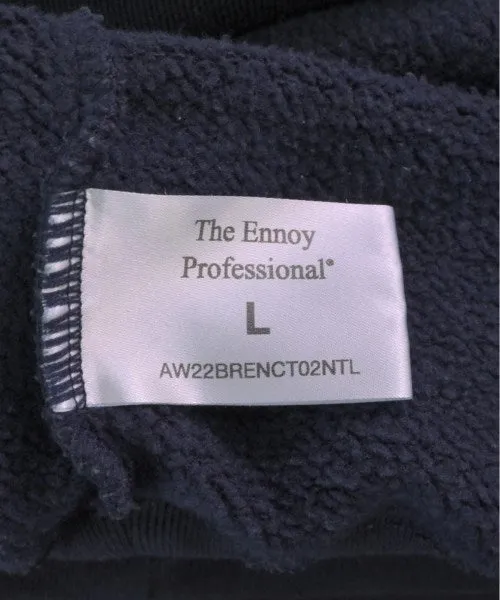 The Ennoy
Professional®
L
AW22BRENCT02NTL